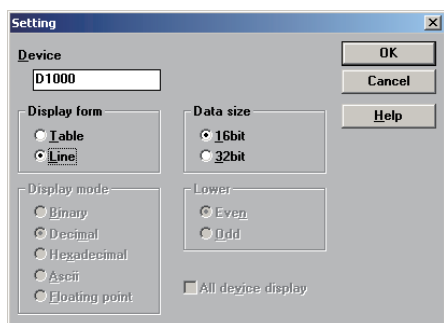 Setting
Device
D1000
Display form
Table
Line
Data size
16bit
32bit
OK
Cancel
Help
Display mode
Binary
Decimal
Hexadecimal
Ascii
Floating point
Lower
Even
Odd
All device display